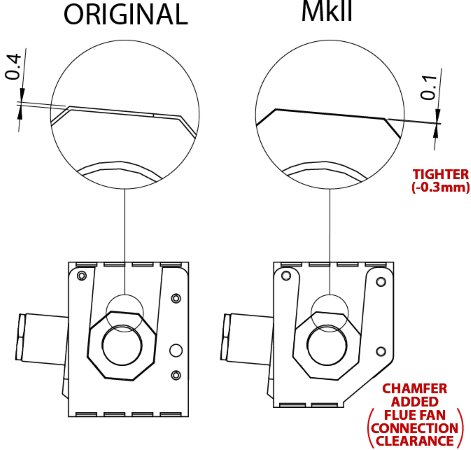 ORIGINAL
MkII
0.4
0.1
TIGHTER
(-0.3mm)
CHAMFER
ADDED
(FLUE FAN
CONNECTION
CLEARANCE)